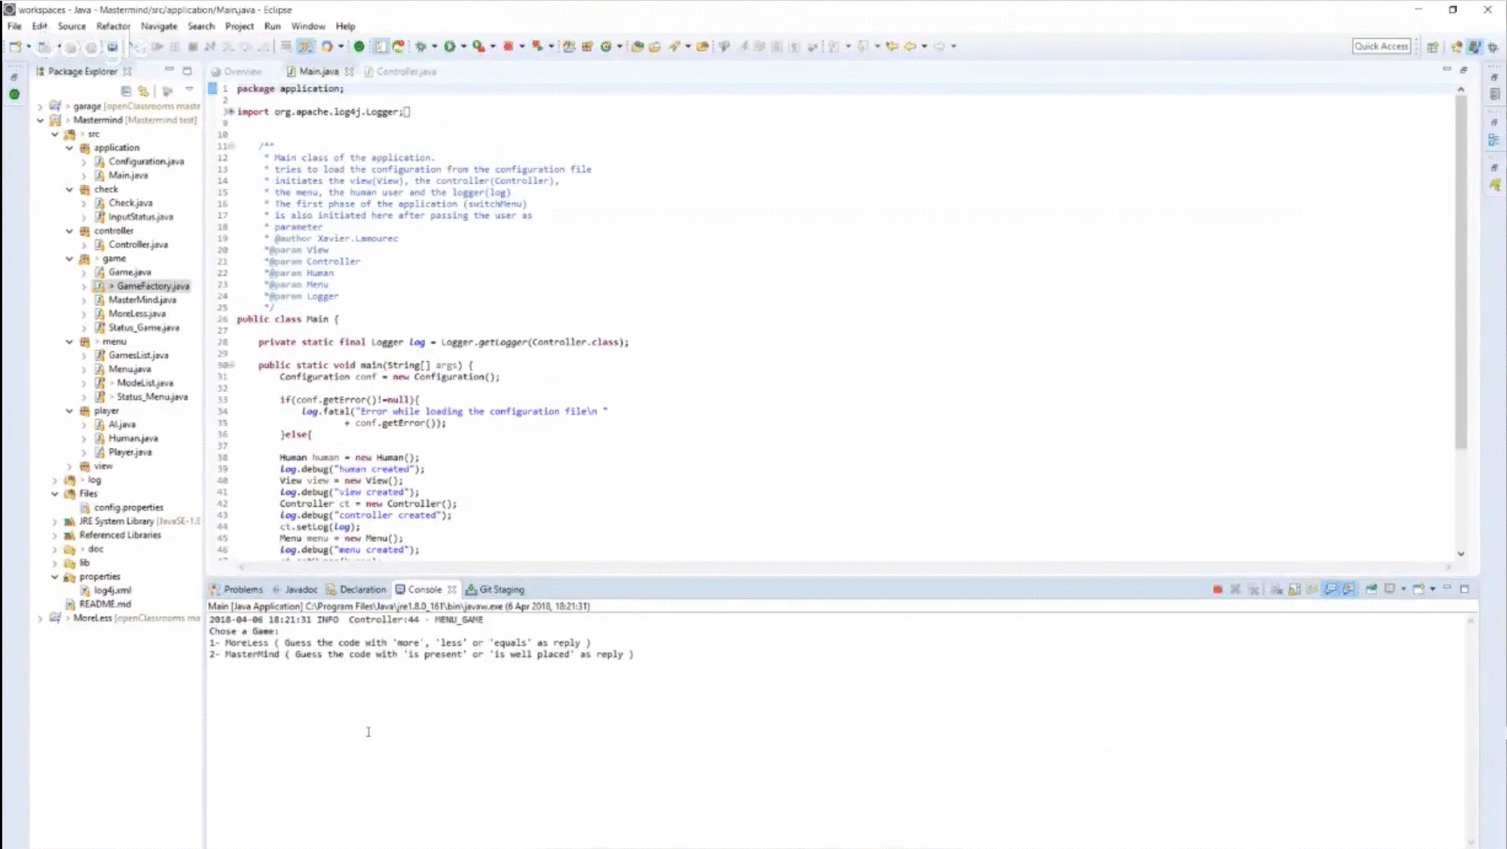 workspaces - Java - Mastermind/src/application/Main.java - Eclipse
File Edit Source Refactor Navigate Search Project Run Window Help
Quick Access
Package Explorer
garage [openClassrooms maste
Mastermind [Mastermind test]
src
application
Configuration.java
Main.java
check
Check.java
InputStatus.java
controller
Controller.java
game
Game.java
> GameFactory.java
MasterMind.java
MoreLess.java
Status_Game.java
menu
GamesList.java
Menu.java
> ModeList.java
> Status_Menu.java
player
AI.java
Human.java
Player.java
view
log
Files
config.properties
JRE System Library [JavaSE-1.8
Referenced Libraries
doc
lib
properties
log4j.xml
README.md
MoreLess [openClassrooms ma
Overview Main.java Controller.java
1 package application;
2
3 import org.apache.log4j.Logger;
9
10
11 /**
12 * Main class of the application.
13 * tries to load the configuration from the configuration file
14 * initiates the view(View), the controller(Controller),
15 * the menu, the human user and the logger(log)
16 * The first phase of the application (switchMenu)
17 * is also initiated here after passing the user as
18 * parameter
19 * @author Xavier.Lamourec
20 *@param View
21 *@param Controller
22 *@param Human
23 *@param Menu
24 *@param Logger
25 */
26 public class Main {
27
28 private static final Logger log = Logger.getLogger(Controller.class);
29
30 public static void main(String[] args) {
31 Configuration conf = new Configuration();
32
33 if(conf.getError()!=null){
34 log.fatal("Error while loading the configuration file\n "
35 + conf.getError());
36 }else{
37
38 Human human = new Human();
39 log.debug("human created");
40 View view = new View();
41 log.debug("view created");
42 Controller ct = new Controller();
43 log.debug("controller created");
44 ct.setLog(log);
45 Menu menu = new Menu();
46 log.debug("menu created");
Problems Javadoc Declaration Console Git Staging
Main [Java Application] C:\Program Files\Java\jre1.8.0_161\bin\javaw.exe (6 Apr 2018, 18:21:31)
2018-04-06 18:21:31 INFO Controller:44 - MENU_GAME
Chose a Game:
1- MoreLess ( Guess the code with 'more', 'less' or 'equals' as reply )
2- MasterMind ( Guess the code with 'is present' or 'is well placed' as reply )